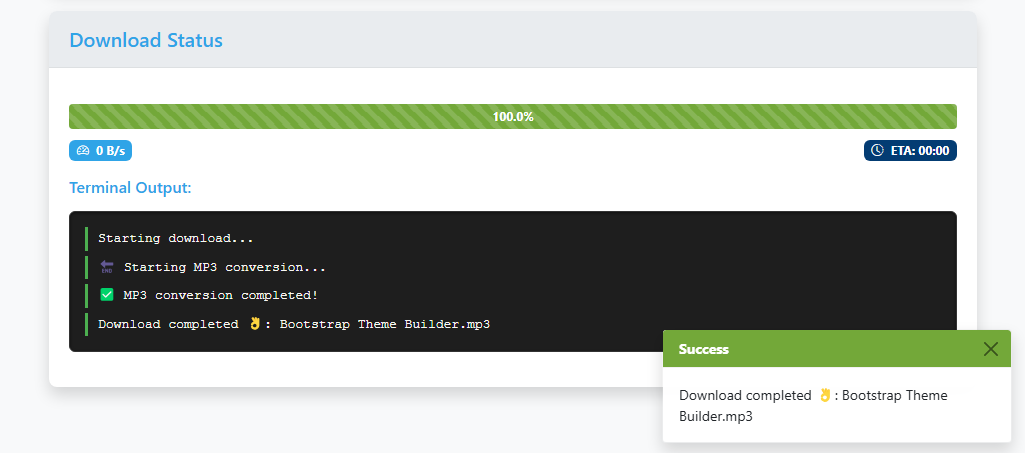 Download Status
100.0%
0 B/s
ETA: 00:00
Terminal Output:
Starting download...
🔚 Starting MP3 conversion...
✅ MP3 conversion completed!
Download completed 👌: Bootstrap Theme Builder.mp3
Success
Download completed 👌: Bootstrap Theme
Builder.mp3